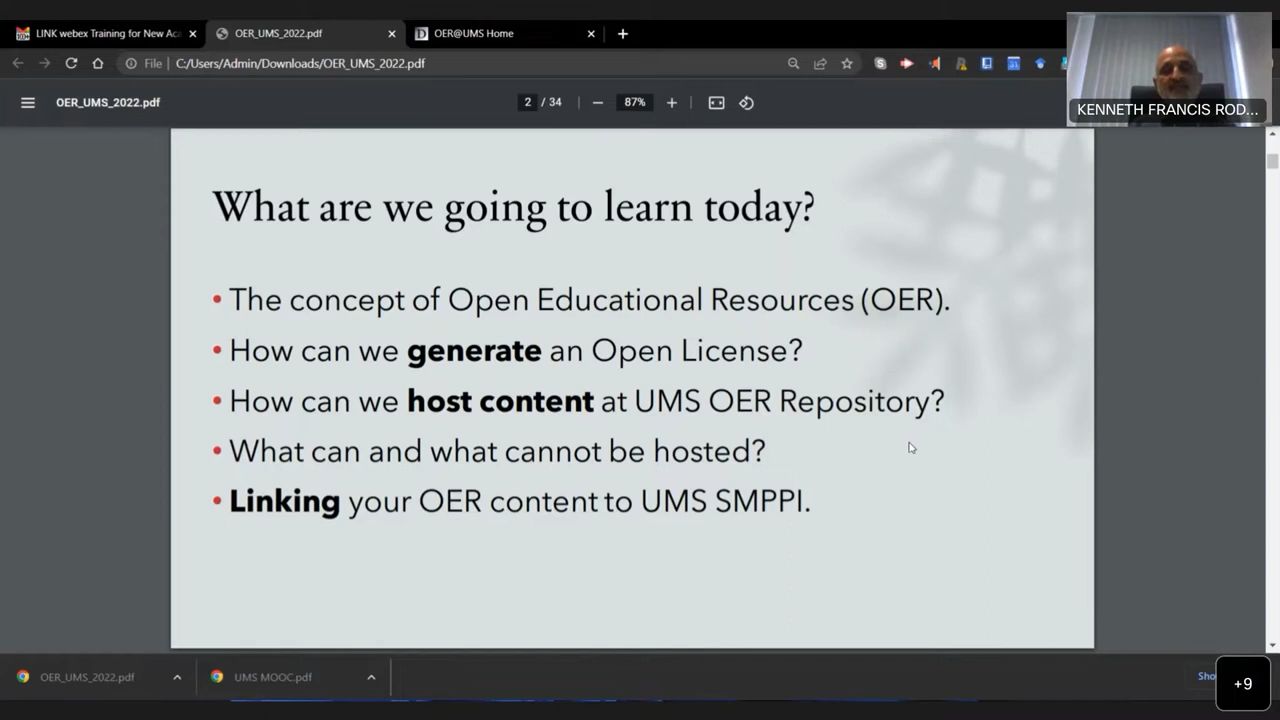 LINK webex Training for New Aca
OER_UMS_2022.pdf
OER@UMS Home
File
C:/Users/Admin/Downloads/OER_UMS_2022.pdf
OER_UMS_2022.pdf
2 / 34
87%
KENNETH FRANCIS ROD...
What are we going to learn today?
• The concept of Open Educational Resources (OER).
• How can we generate an Open License?
• How can we host content at UMS OER Repository?
• What can and what cannot be hosted?
• Linking your OER content to UMS SMPPI.
OER_UMS_2022.pdf
UMS MOOC.pdf
Sho
+9